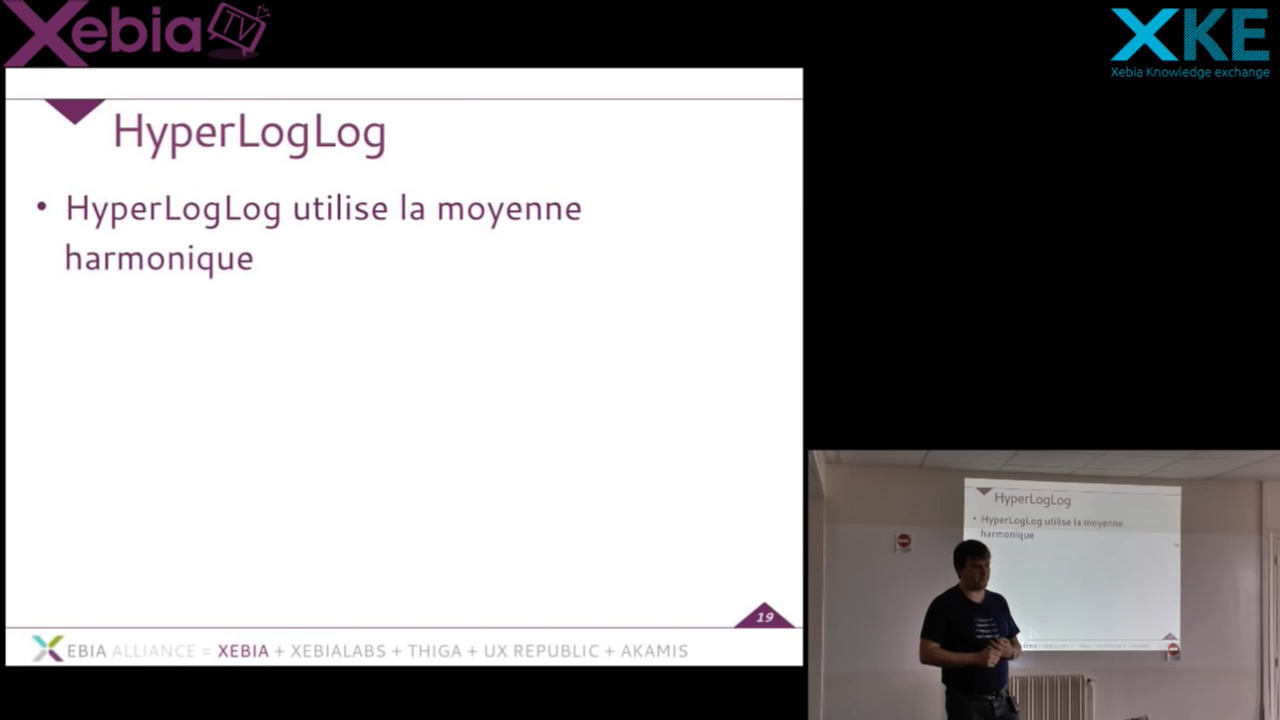 Xebia TV
XKE
Xebia Knowledge exchange
HyperLogLog
• HyperLogLog utilise la moyenne
harmonique
19
XEBIA ALLIANCE = XEBIA + XEBIALABS + THIGA + UX REPUBLIC + AKAMIS
HyperLogLog
• HyperLogLog utilise la moyenne
harmonique